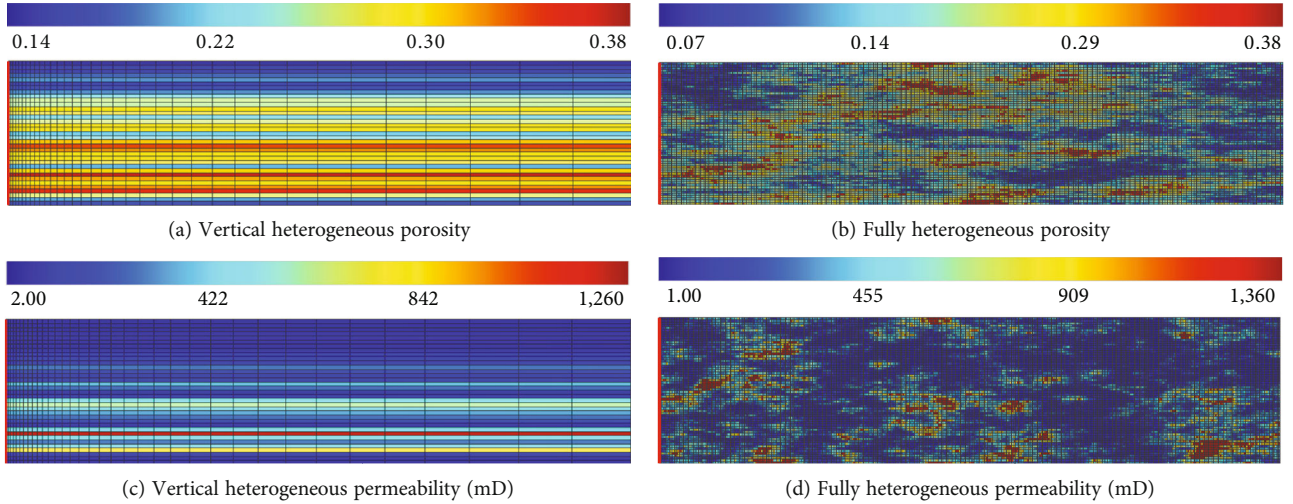 0.14 0.22 0.30 0.38
(a) Vertical heterogeneous porosity
0.07 0.14 0.29 0.38
(b) Fully heterogeneous porosity
2.00 422 842 1,260
(c) Vertical heterogeneous permeability (mD)
1.00 455 909 1,360
(d) Fully heterogeneous permeability (mD)